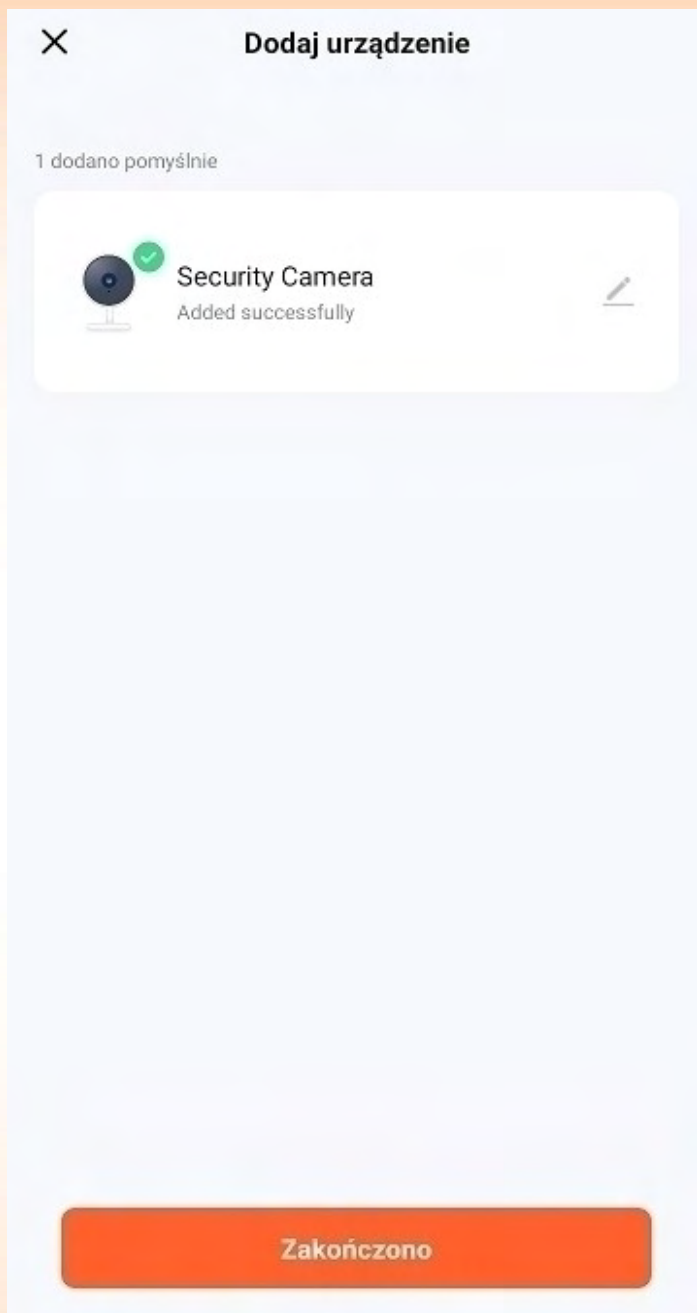 Dodaj urządzenie
1 dodano pomyślnie
Security Camera
Added successfully
Zakończono